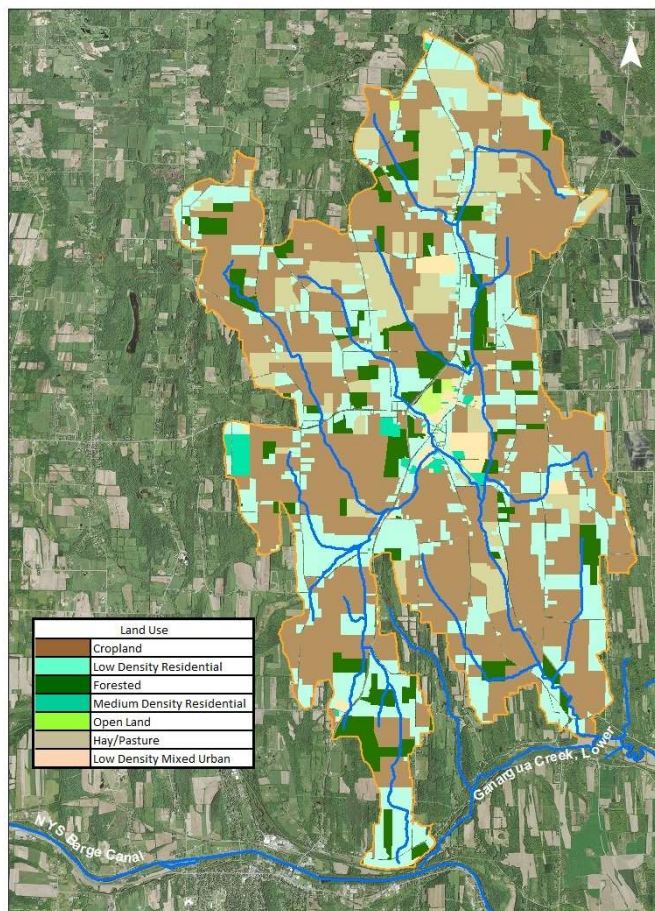 N
Land Use
Cropland
Low Density Residential
Forested
Medium Density Residential
Open Land
Hay/Pasture
Low Density Mixed Urban
Ganargua Creek, Lower
NYS Barge Canal